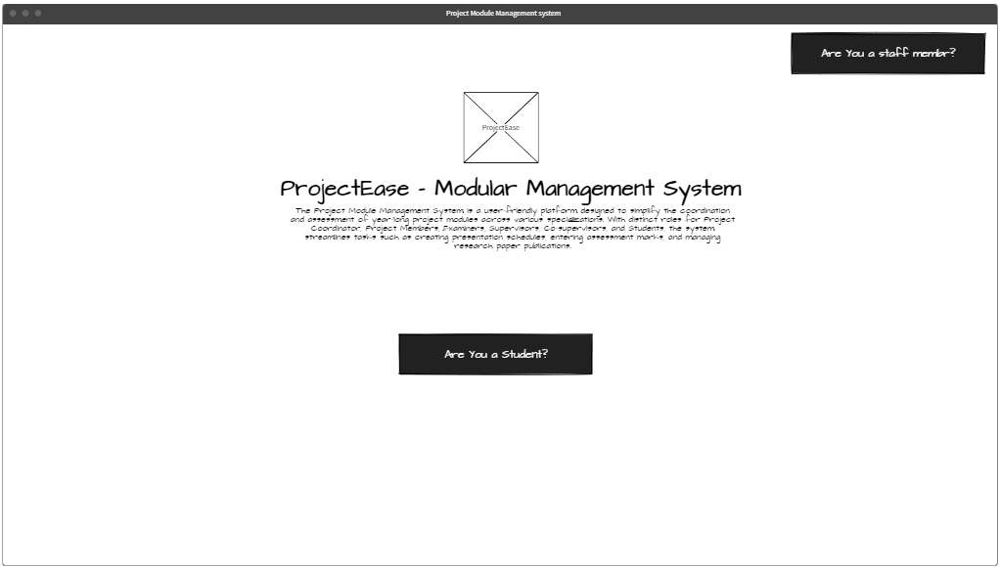 Project Module Management system
Are You a staff membr?
ProjectEase
ProjectEase - Modular Management System
The Project Module Management System is a user-friendly platform designed to simplify the coordination
and assessment of year-long project modules across various specializations. With distinct roles for Project
Coordinator, Project Members, Examiners, Supervisors, Co-supervisors, and Students, the system
streamlines tasks such as creating presentation schedules, entering assessment marks, and managing
research paper publications.
Are You a Student?